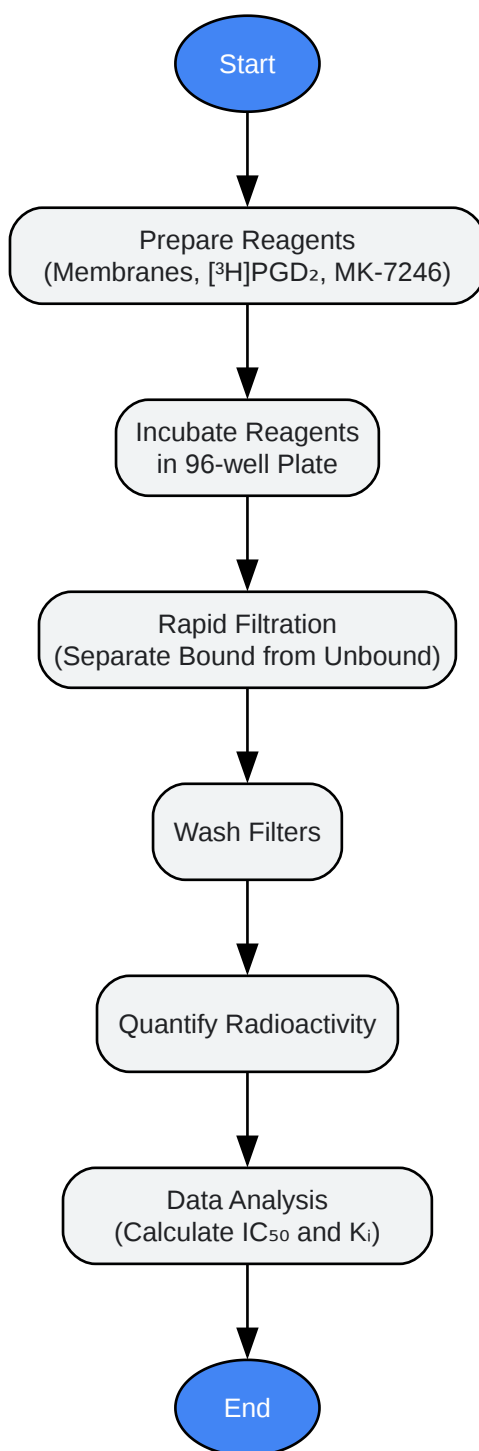 Start
Prepare Reagents
(Membranes, [³H]PGD₂, MK-7246)
Incubate Reagents
in 96-well Plate
Rapid Filtration
(Separate Bound from Unbound)
Wash Filters
Quantify Radioactivity
Data Analysis
(Calculate IC₅₀ and Kᵢ)
End